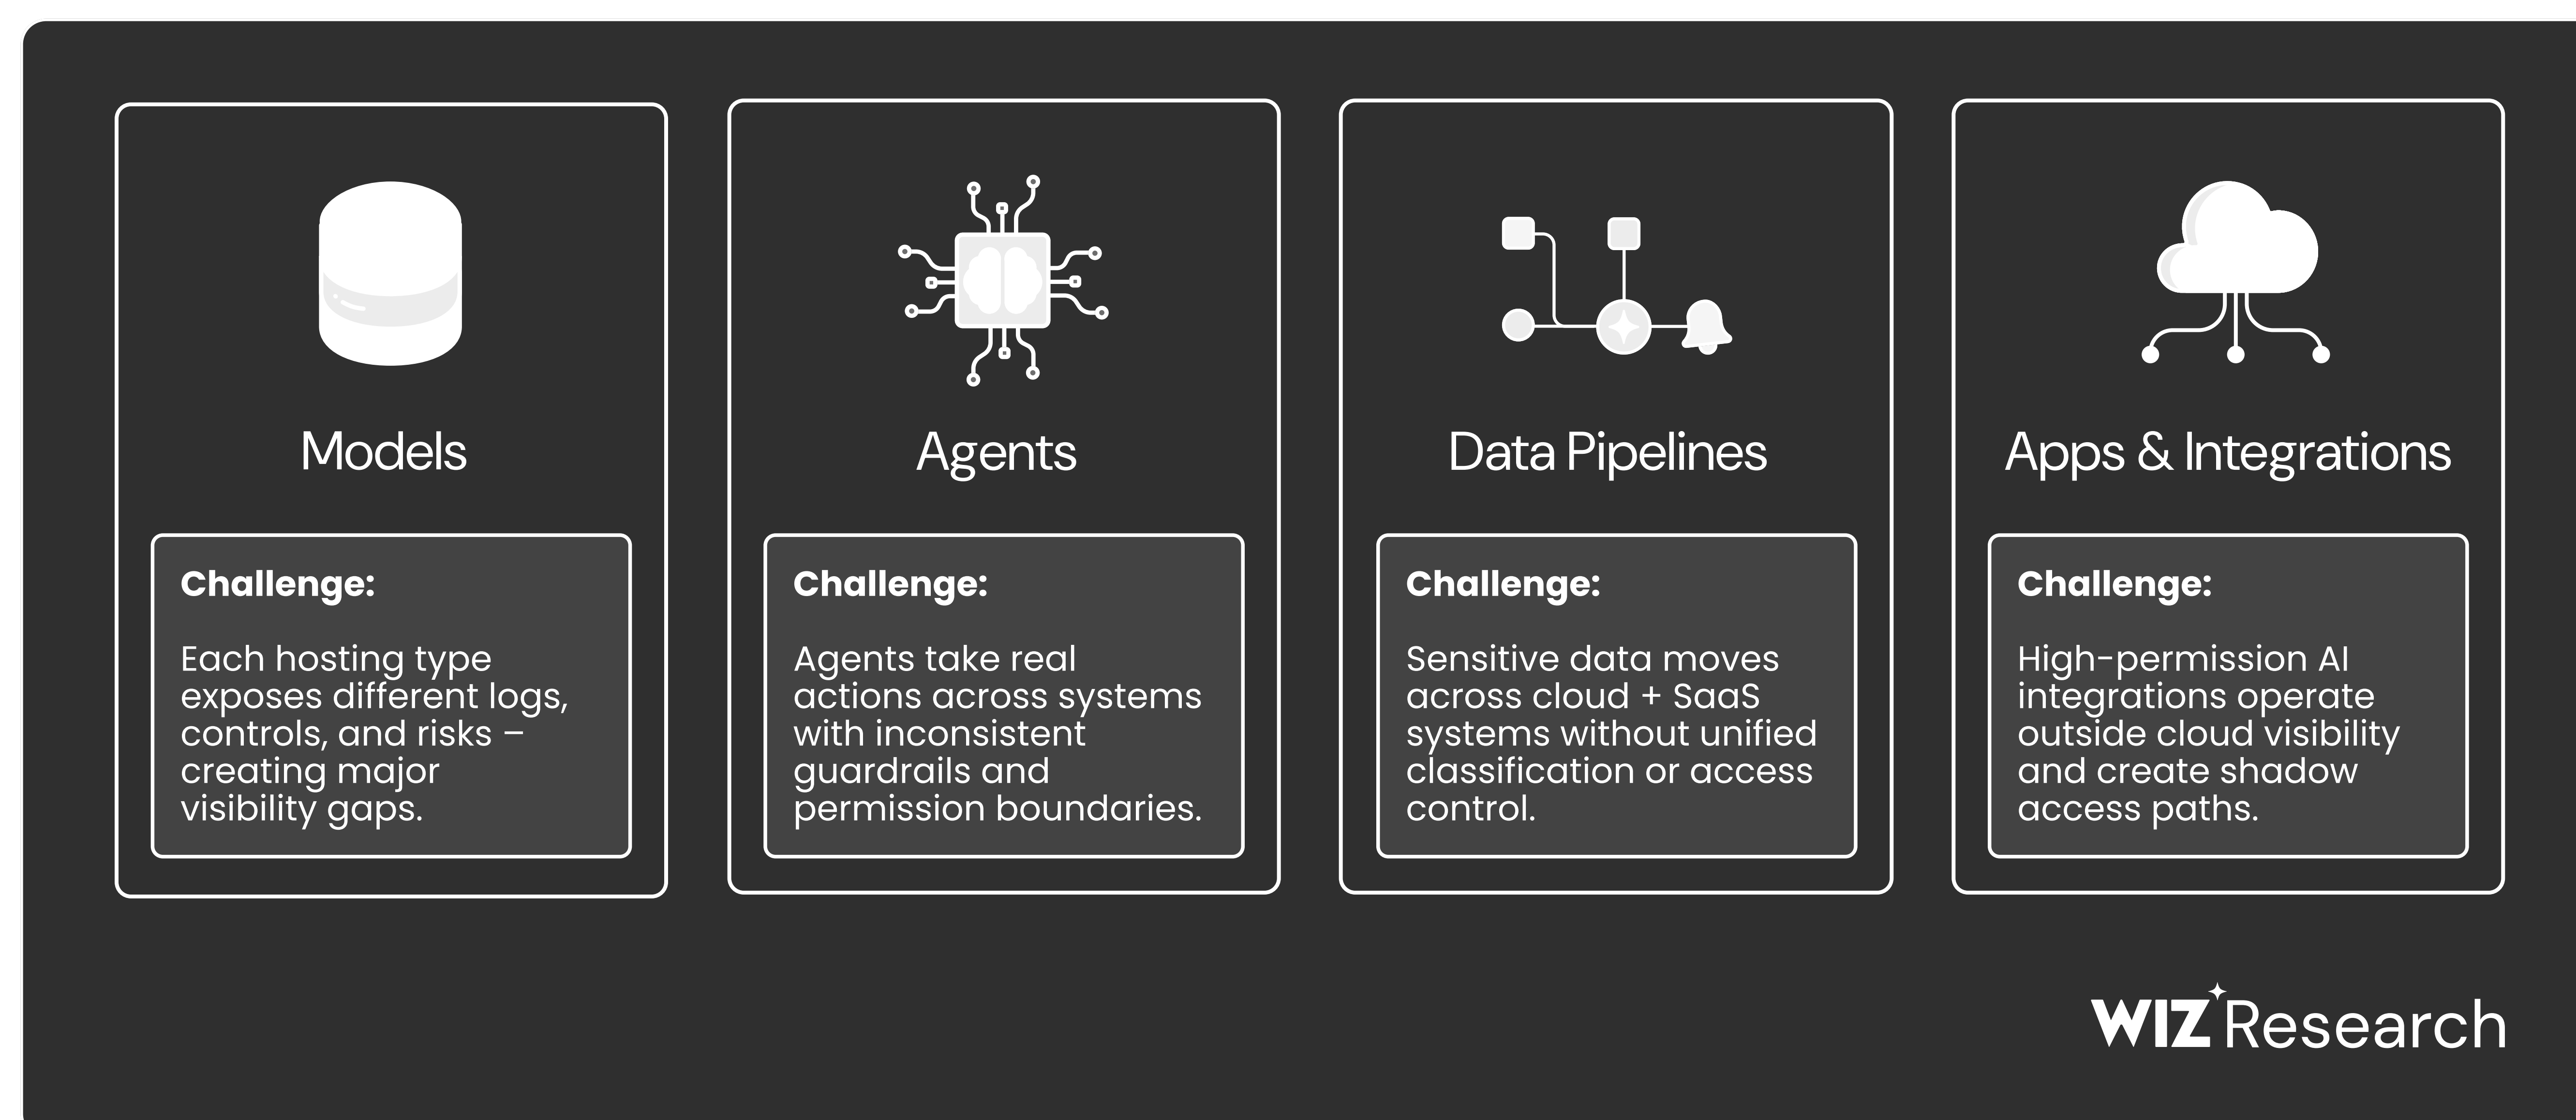 Models
Challenge:
Each hosting type
exposes different logs,
controls, and risks –
creating major
visibility gaps.
Agents
Challenge:
Agents take real
actions across systems
with inconsistent
guardrails and
permission boundaries.
Data Pipelines
Challenge:
Sensitive data moves
across cloud + SaaS
systems without unified
classification or access
control.
Apps & Integrations
Challenge:
High-permission AI
integrations operate
outside cloud visibility
and create shadow
access paths.
WIZ Research